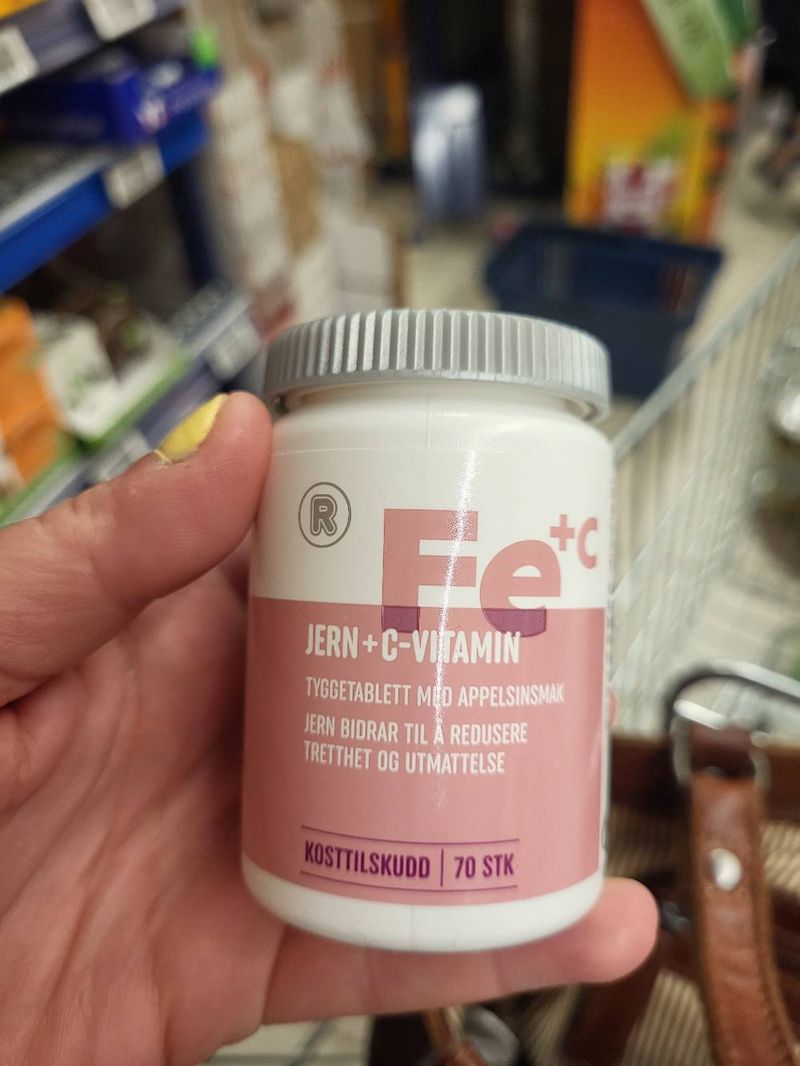 R
Fe+C
JERN+C-VITAMIN
TYGGETABLETT MED APPELSINSMAK
JERN BIDRAR TIL Å REDUSERE
TRETTHET OG UTMATTELSE
KOSTTILSKUDD | 70 STK